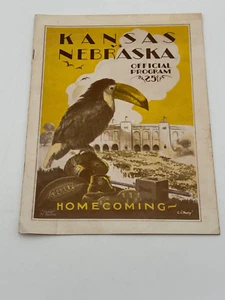 KANSAS
VS
NEBRASKA
OFFICIAL
PROGRAM
25¢
HOMECOMING